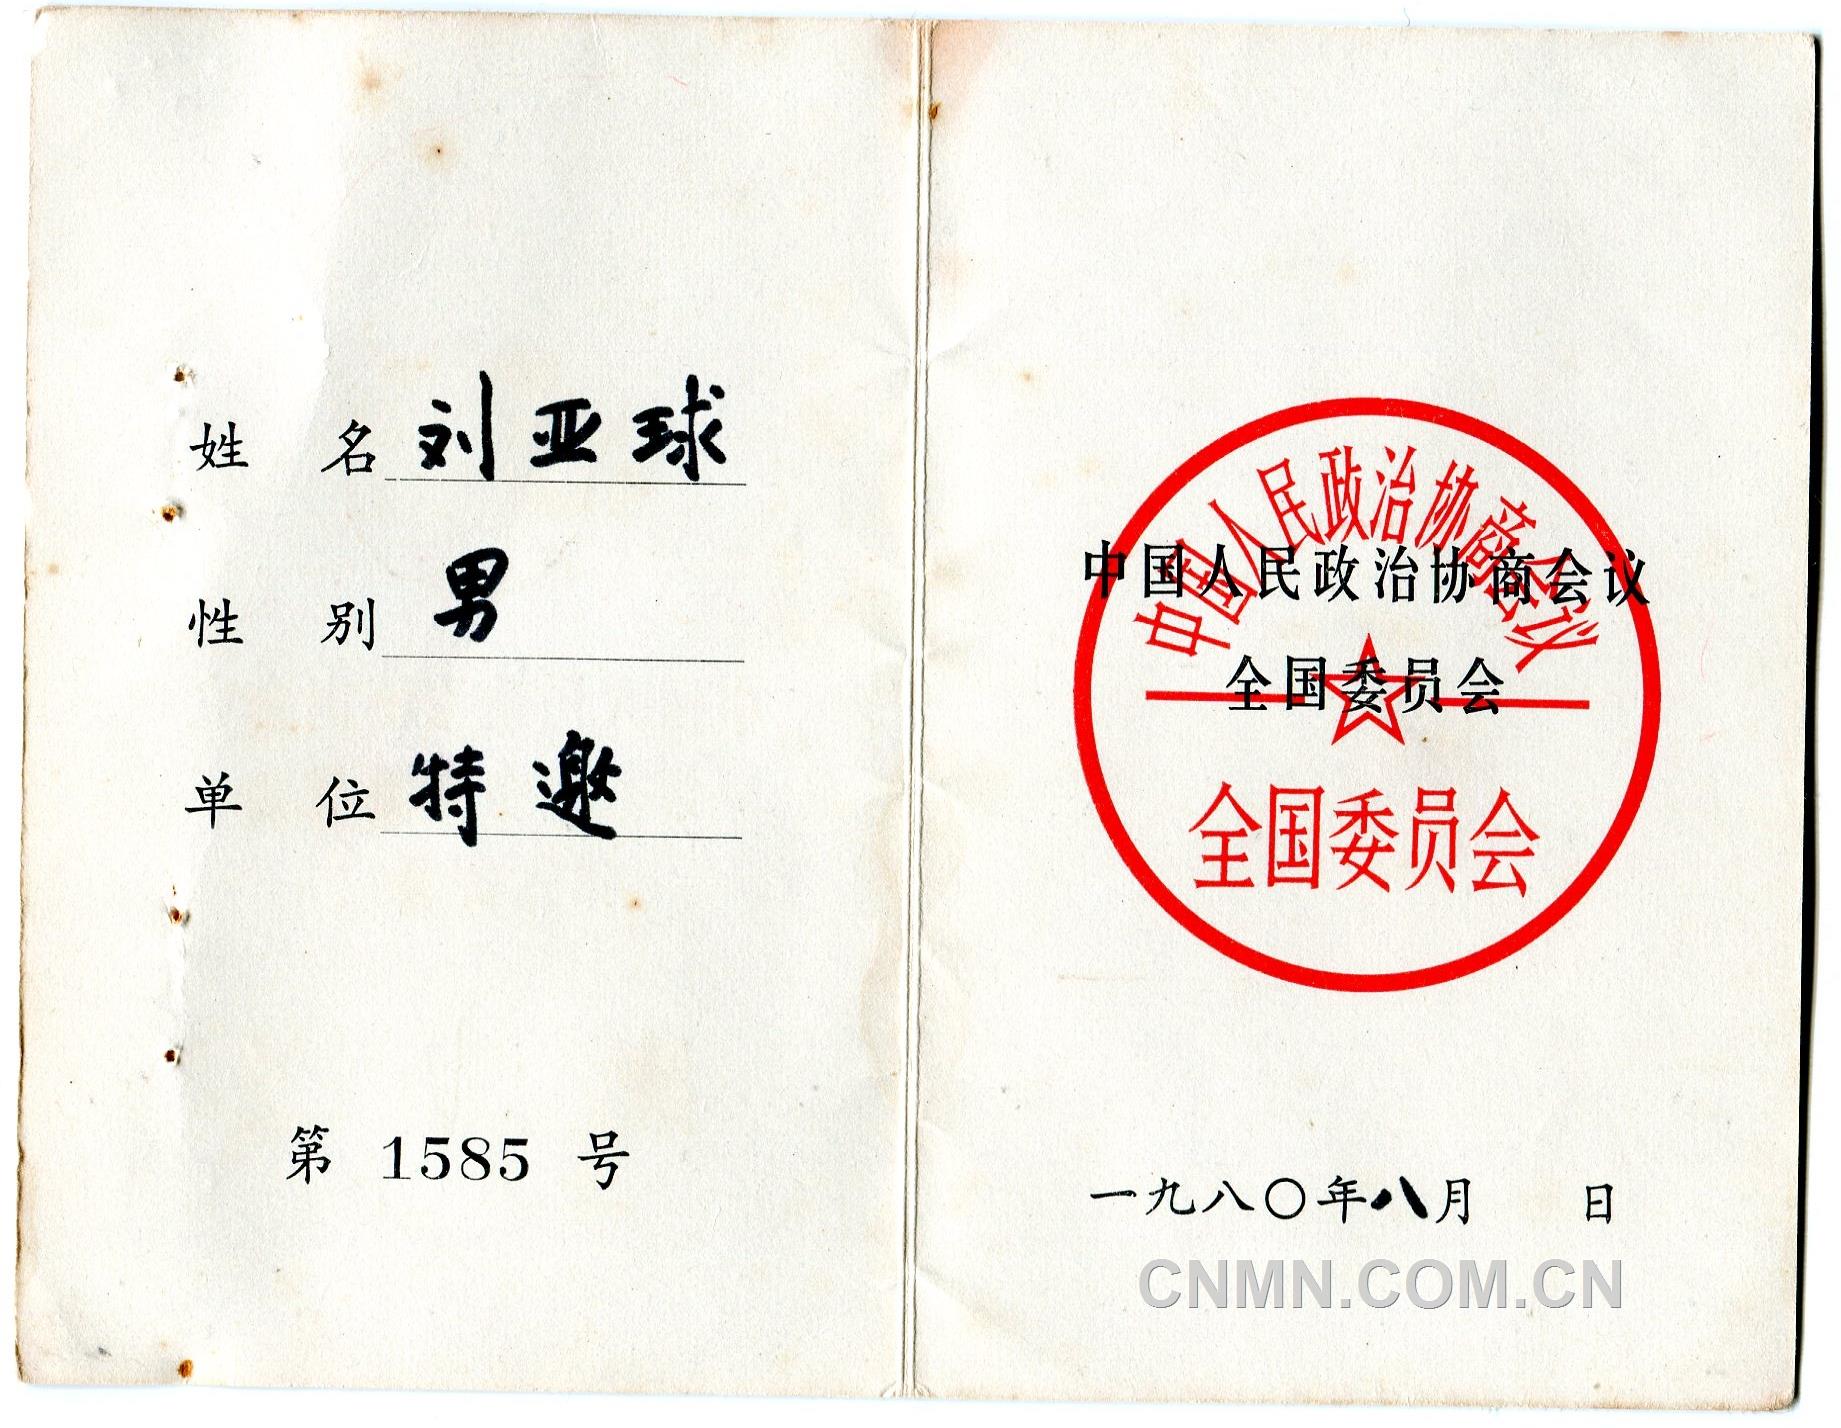 姓 名 刘亚球
性 别 男
单 位 特邀
第 1585 号
中国人民政治协商会议
中国人民政治协商会议
全国委员会
全国委员会
一九八〇年八月 日
CNMN.COM.CN